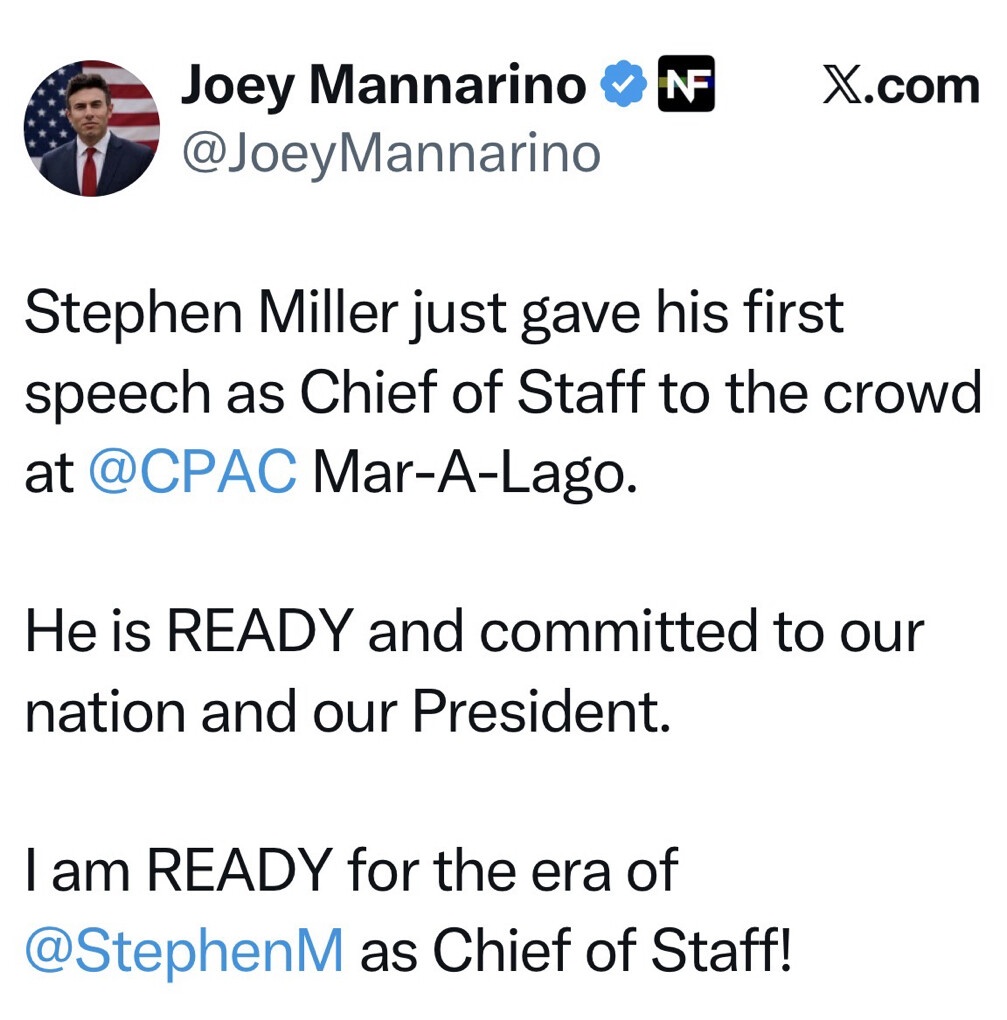 Joey Mannarino NF X.com
@JoeyMannarino
Stephen Miller just gave his first
speech as Chief of Staff to the crowd
at @CPAC Mar-A-Lago.
He is READY and committed to our
nation and our President.
I am READY for the era of
@StephenM as Chief of Staff!